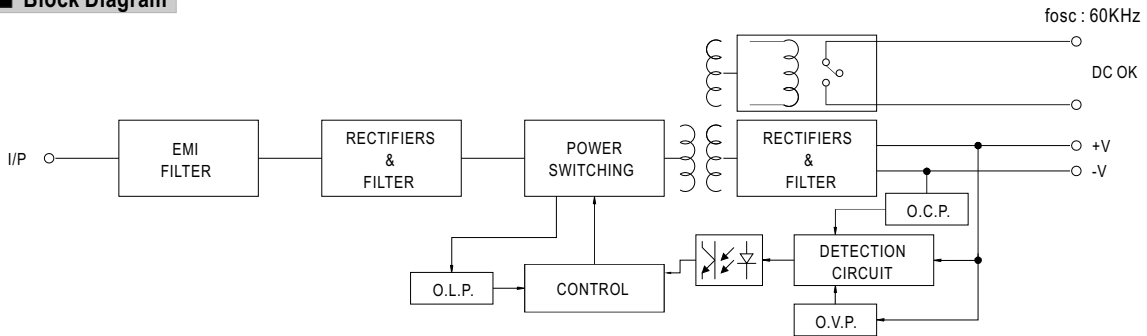 ■ Block Diagram
fosc : 60KHz
DC OK
I/P
EMI
FILTER
RECTIFIERS
&
FILTER
POWER
SWITCHING
RECTIFIERS
&
FILTER
+V
-V
O.C.P.
DETECTION
CIRCUIT
O.L.P.
CONTROL
O.V.P.